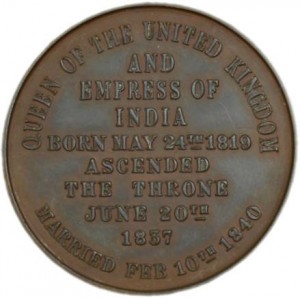 QUEEN OF THE UNITED KINGDOM
AND
EMPRESS OF
INDIA
BORN MAY 24TH 1819
ASCENDED
THE THRONE
JUNE 20TH
1837
MARRIED FEB 10TH 1840